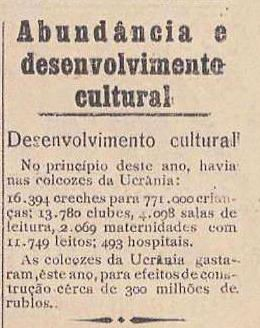 Abundância e
desenvolvimento
cultural
Desenvolvimento cultural
No princípio deste ano, havia
nas colcozes da Ucrânia:
16.394 creches para 771.000 crian-
ças; 13.780 clubes, 4.098 salas de
leitura, 2.069 maternidades com
11.749 leitos; 493 hospitais.
As colcozes da Ucrânia gasta-
ram, êste ano, para efeitos de cons-
trução cêrca de 300 milhões de
rublos.